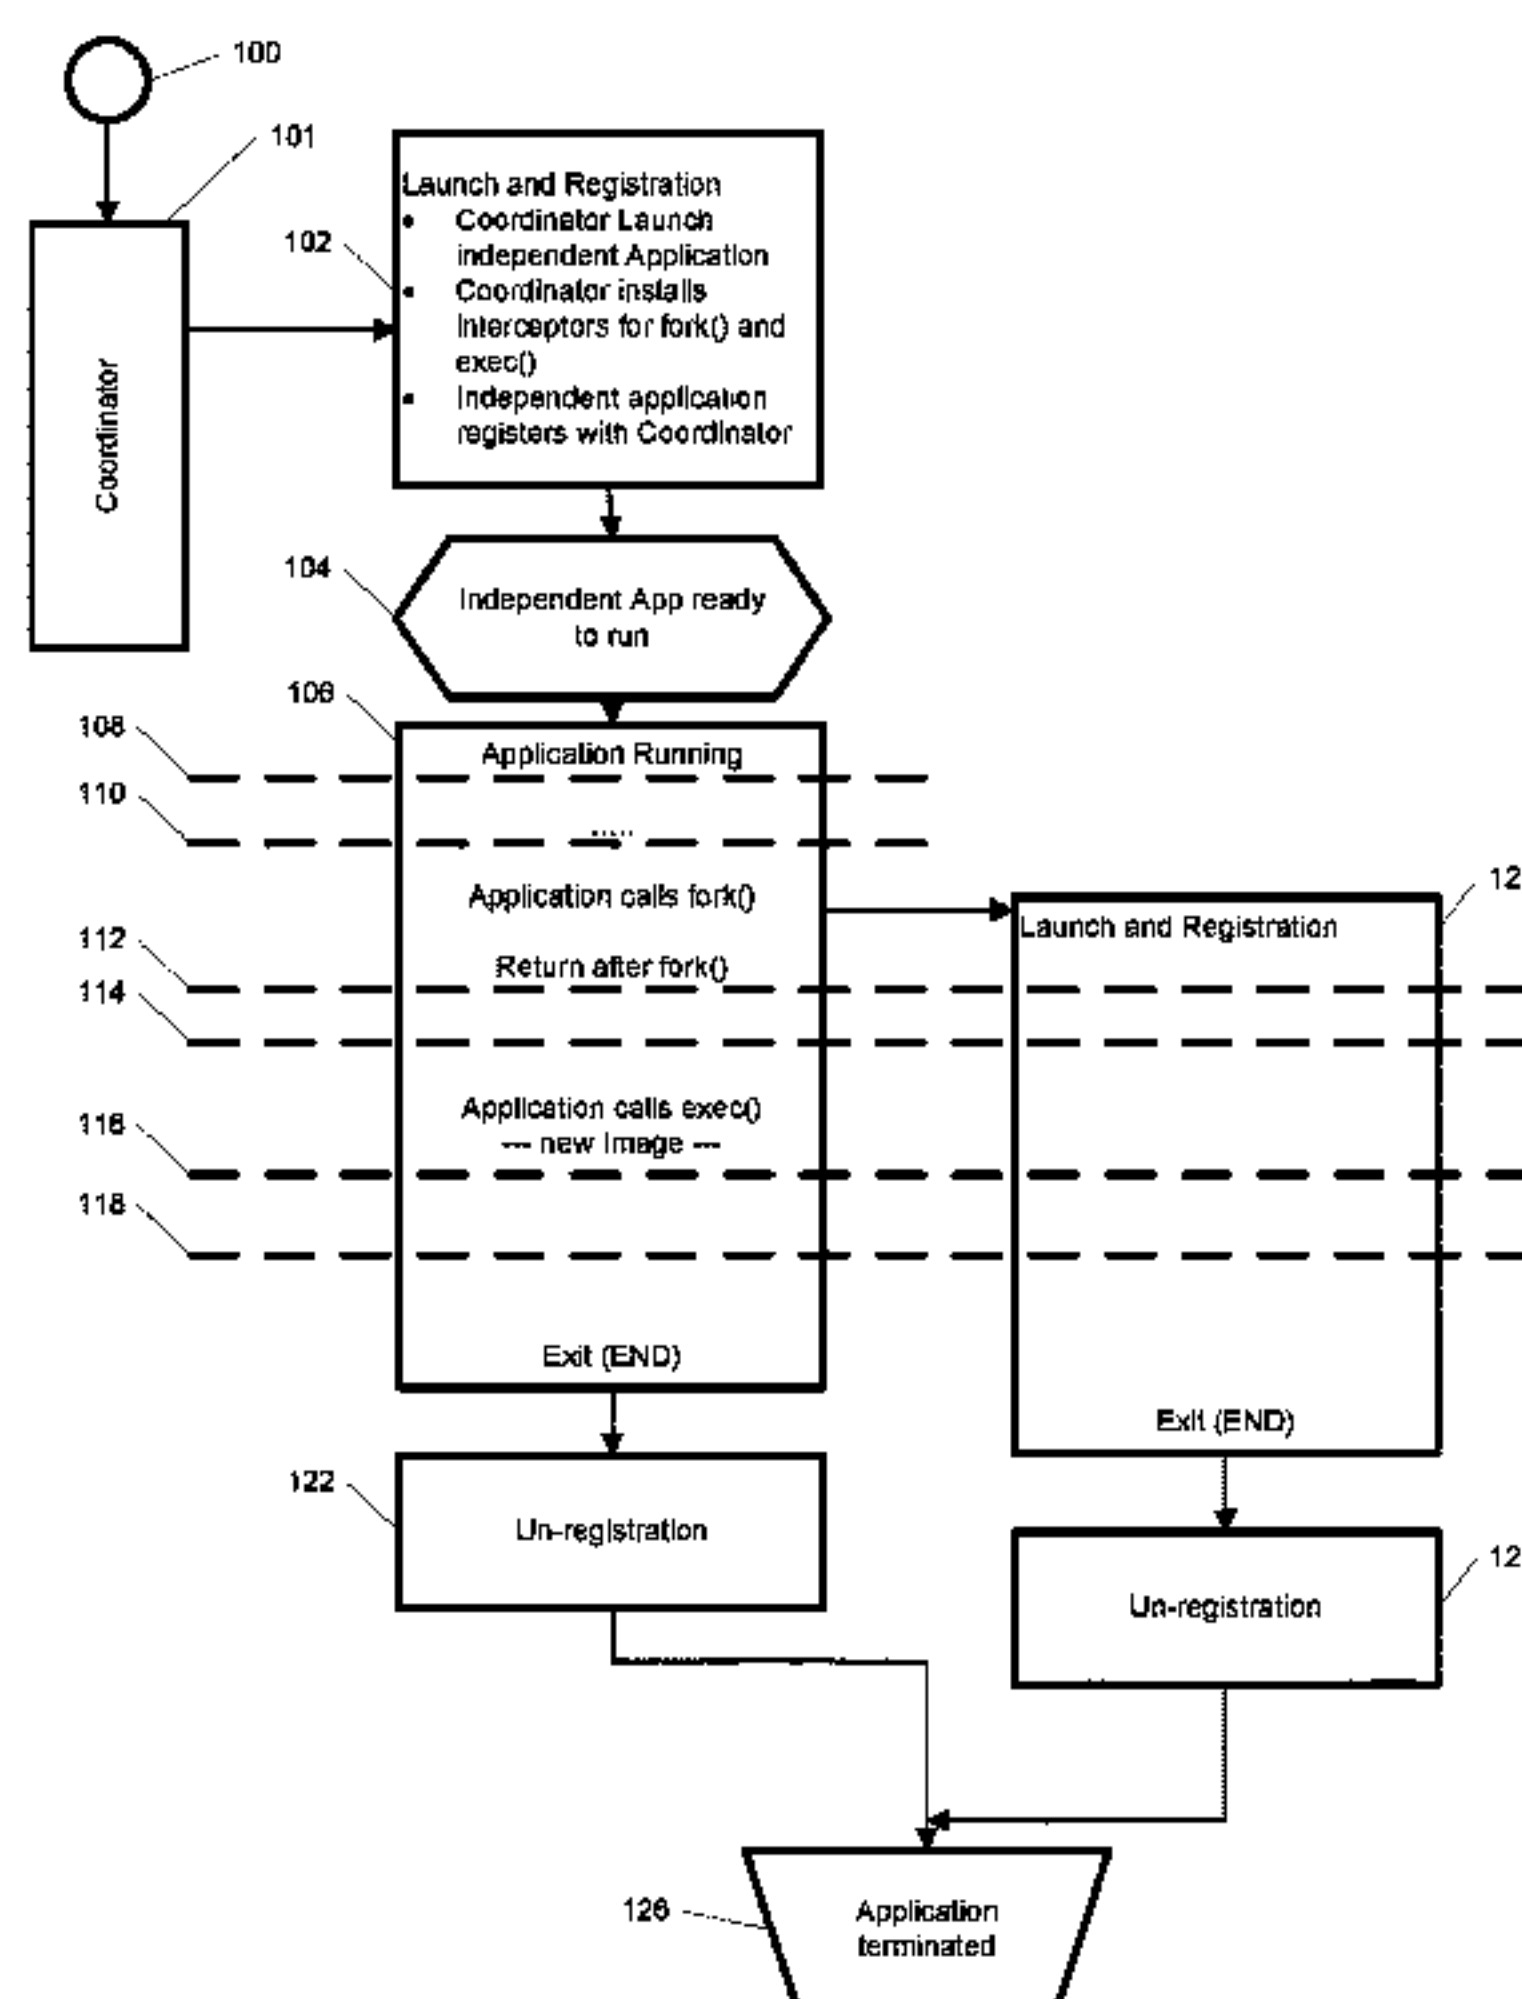 100
101
Coordinator
102
Launch and Registration
• Coordinator Launch
independent Application
• Coordinator installs
interceptors for fork() and
exec()
• Independent application
registers with Coordinator
104
Independent App ready
to run
106
108
Application Running
110
.....
Application calls fork()
12
Launch and Registration
112
Return after fork()
114
Application calls exec()
116
--- new Image ---
118
Exit (END)
Exit (END)
122
Un-registration
12
Un-registration
126
Application
terminated